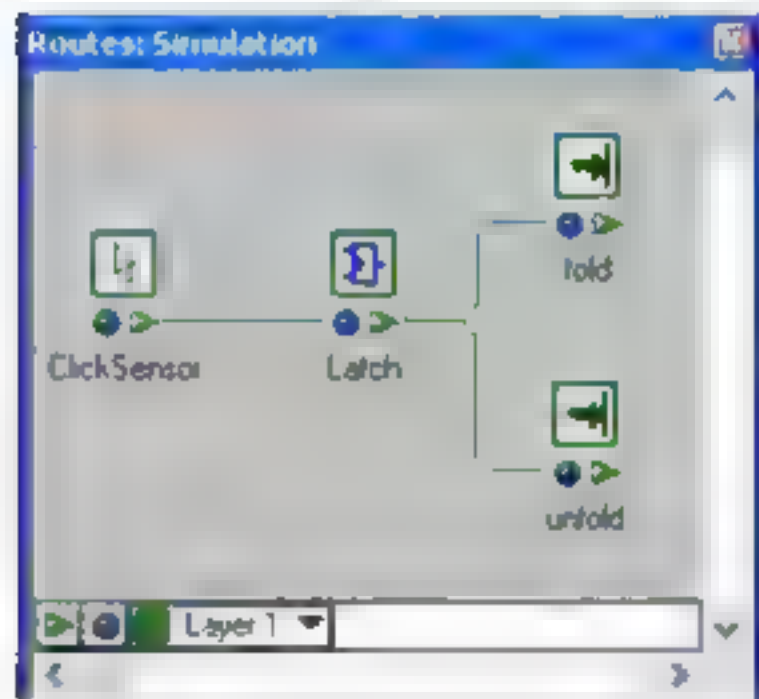 Routes: Simulation
fold
ClickSensor
Latch
unfold
Layer 1